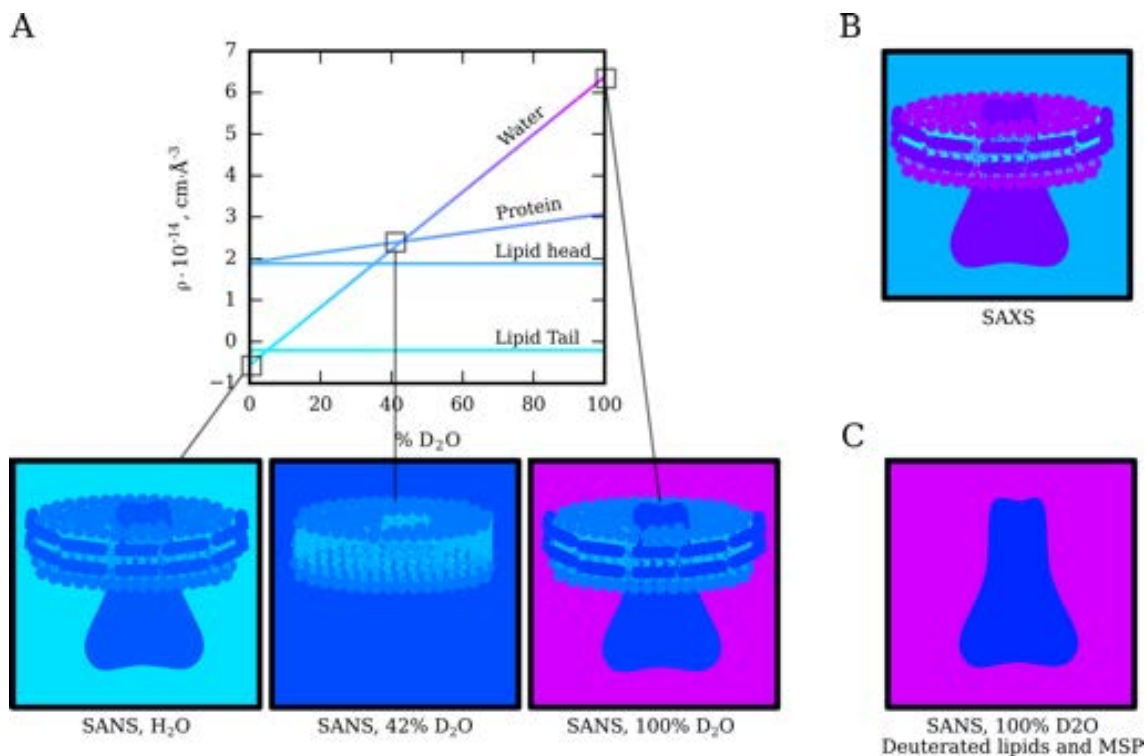 A
B
7
6
5
4
3
2
1
0
−1
ρ · 10⁻¹⁴, cm·Å⁻³
Water
Protein
Lipid head
Lipid Tail
0 20 40 60 80 100
% D₂O
SAXS
C
SANS, H₂O
SANS, 42% D₂O
SANS, 100% D₂O
SANS, 100% D2O
Deuterated lipids and MSP